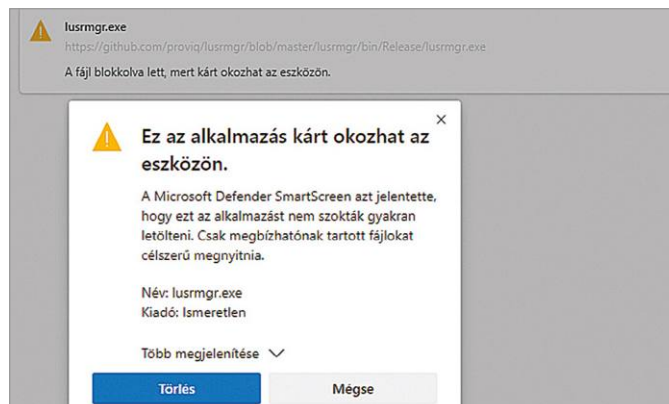 lusrmgr.exe
https://github.com/proviq/lusrmgr/blob/master/lusrmgr/bin/Release/lusrmgr.exe
A fájl blokkolva lett, mert kárt okozhat az eszközön.
Ez az alkalmazás kárt okozhat az
eszközön.
A Microsoft Defender SmartScreen azt jelentette,
hogy ezt az alkalmazást nem szokták gyakran
letölteni. Csak megbízhatónak tartott fájlokat
célszerű megnyitnia.
Név: lusrmgr.exe
Kiadó: Ismeretlen
Több megjelenítése
Törlés
Mégse